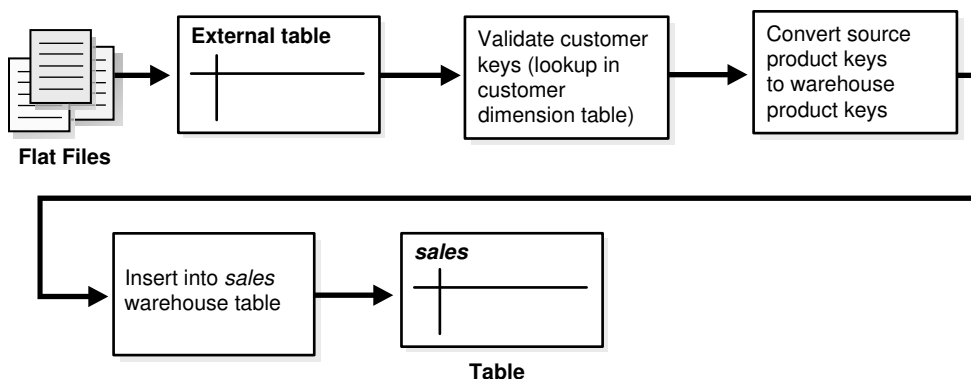 External table
Validate customer
keys (lookup in
customer
dimension table)
Convert source
product keys
to warehouse
product keys
Flat Files
Insert into sales
warehouse table
sales
Table